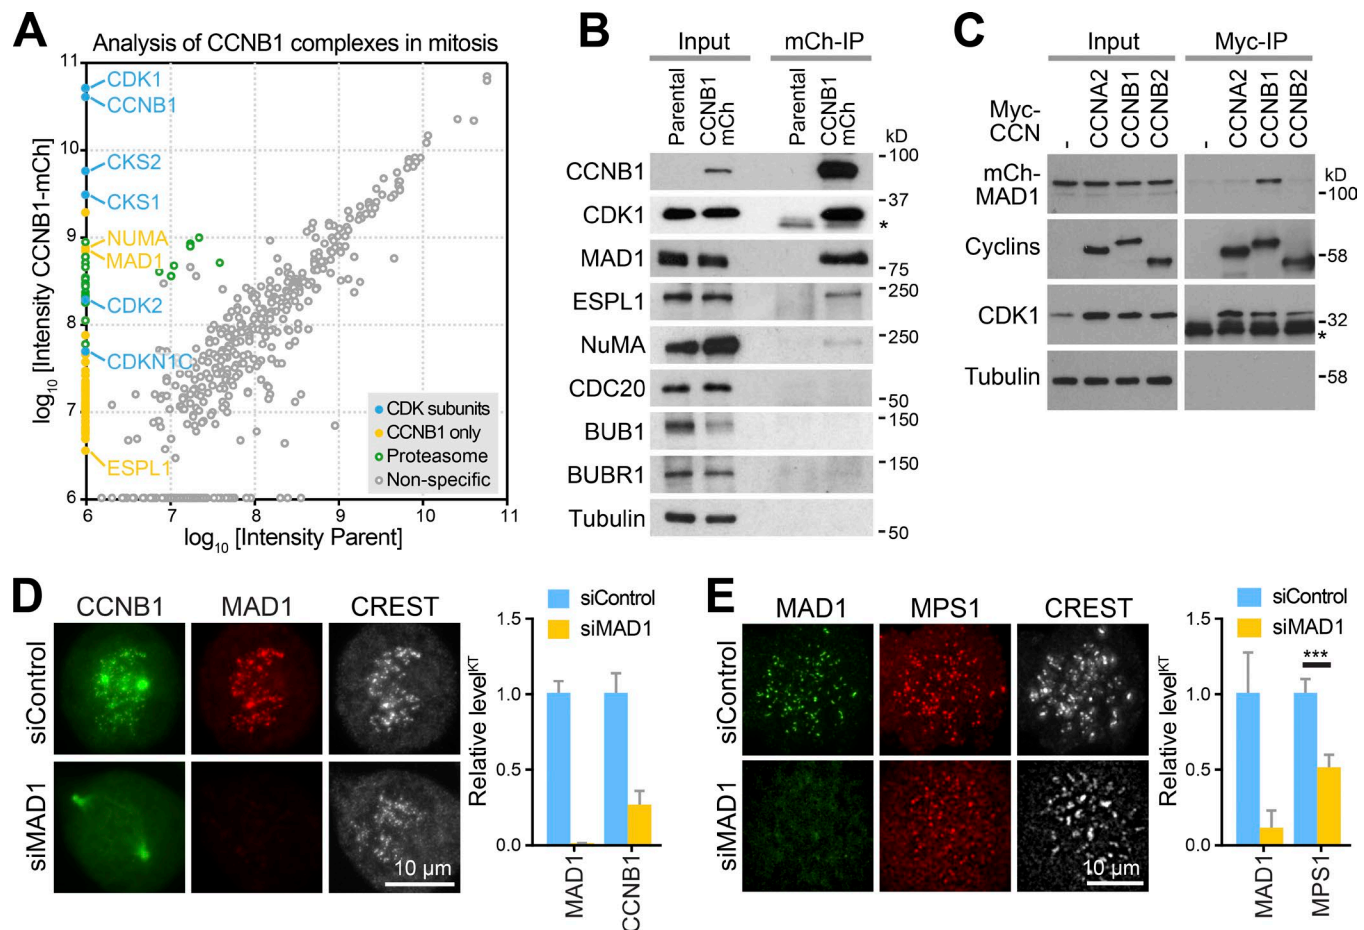 A
Analysis of CCNB1 complexes in mitosis
11
CDK1
CCNB1
10
CKS2
CKS1
9
NUMA
MAD1
CDK2
8
CDKN1C
7
ESPL1
6
log10 [Intensity CCNB1-mCh]
CDK subunits
CCNB1 only
Proteasome
Non-specific
6 7 8 9 10 11
log10 [Intensity Parent]
B
Input mCh-IP
Parental
CCNB1 mCh
Parental
CCNB1 mCh
kD
CCNB1 100
CDK1 37
*
MAD1 75
ESPL1 250
NuMA 250
CDC20 50
BUB1 150
BUBR1 150
Tubulin 50
C
Input Myc-IP
Myc-CCN
- CCNA2 CCNB1 CCNB2 - CCNA2 CCNB1 CCNB2
kD
mCh-MAD1 100
Cyclins 58
CDK1 32
*
Tubulin 58
D
CCNB1 MAD1 CREST
siControl
siMAD1
10 µm
siControl
siMAD1
Relative levelKT
1.5
1.0
0.5
0.0
MAD1 CCNB1
E
MAD1 MPS1 CREST
siControl
siMAD1
10 µm
siControl
siMAD1
Relative levelKT
1.5
***
1.0
0.5
0.0
MAD1 MPS1